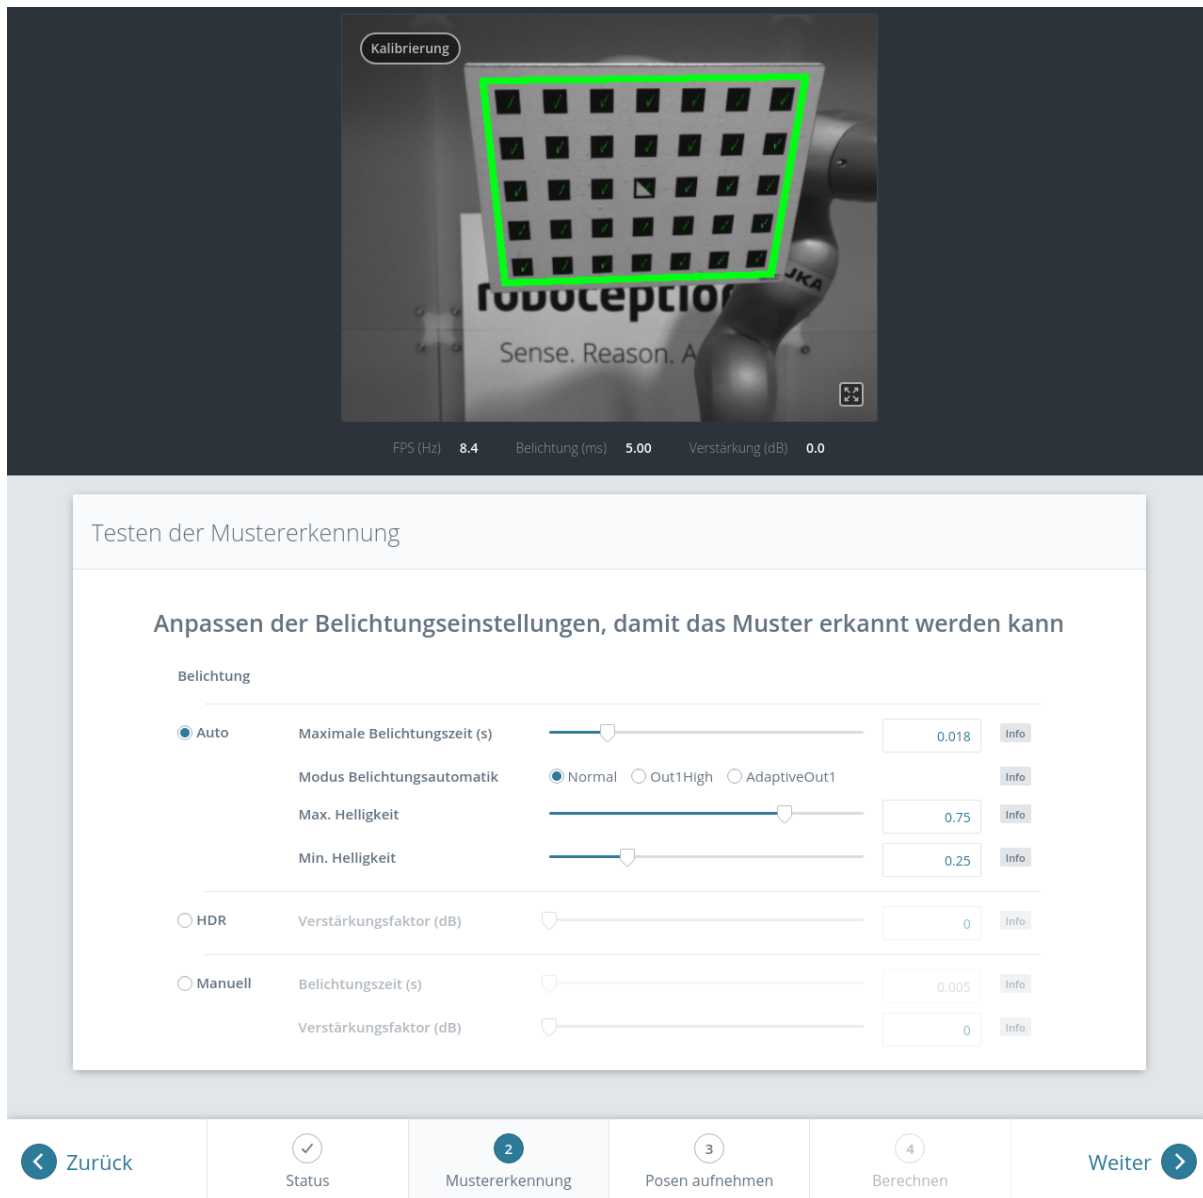 Kalibrierung
roboception
Sense. Reason. A
FPS (Hz) 8.4 Belichtung (ms) 5.00 Verstärkung (dB) 0.0
Testen der Mustererkennung
Anpassen der Belichtungseinstellungen, damit das Muster erkannt werden kann
Belichtung
Auto Maximale Belichtungszeit (s) 0.018 Info
Modus Belichtungsautomatik Normal Out1High AdaptiveOut1 Info
Max. Helligkeit 0.75 Info
Min. Helligkeit 0.25 Info
HDR Verstärkungsfaktor (dB) 0 Info
Manuell Belichtungszeit (s) 0.005 Info
Verstärkungsfaktor (dB) 0 Info
Zurück
Status
2
Mustererkennung
3
Posen aufnehmen
4
Berechnen
Weiter